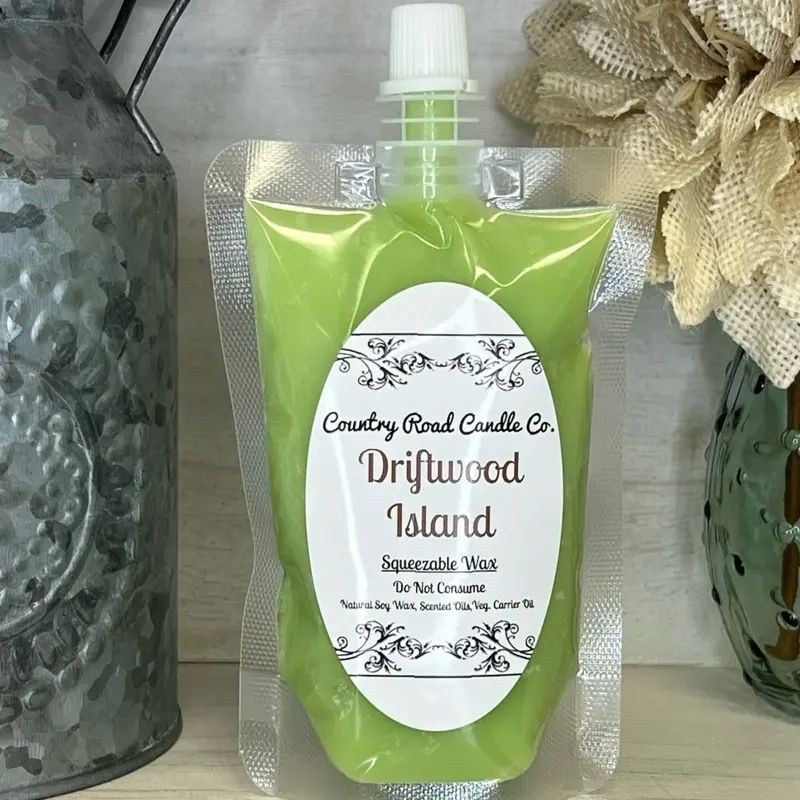 Country Road Candle Co.
Driftwood
Island
Squeezable Wax
Do Not Consume
Natural Soy Wax, Scented Oils, Veg. Carrier Oil